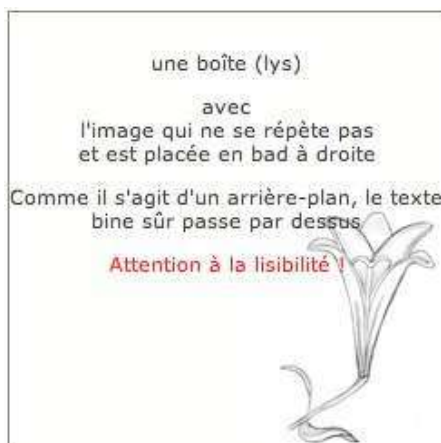 une boîte (lys)
avec
l'image qui ne se répète pas
et est placée en bad à droite
Comme il s'agit d'un arrière-plan, le texte
bine sûr passe par dessus
Attention à la lisibilité !